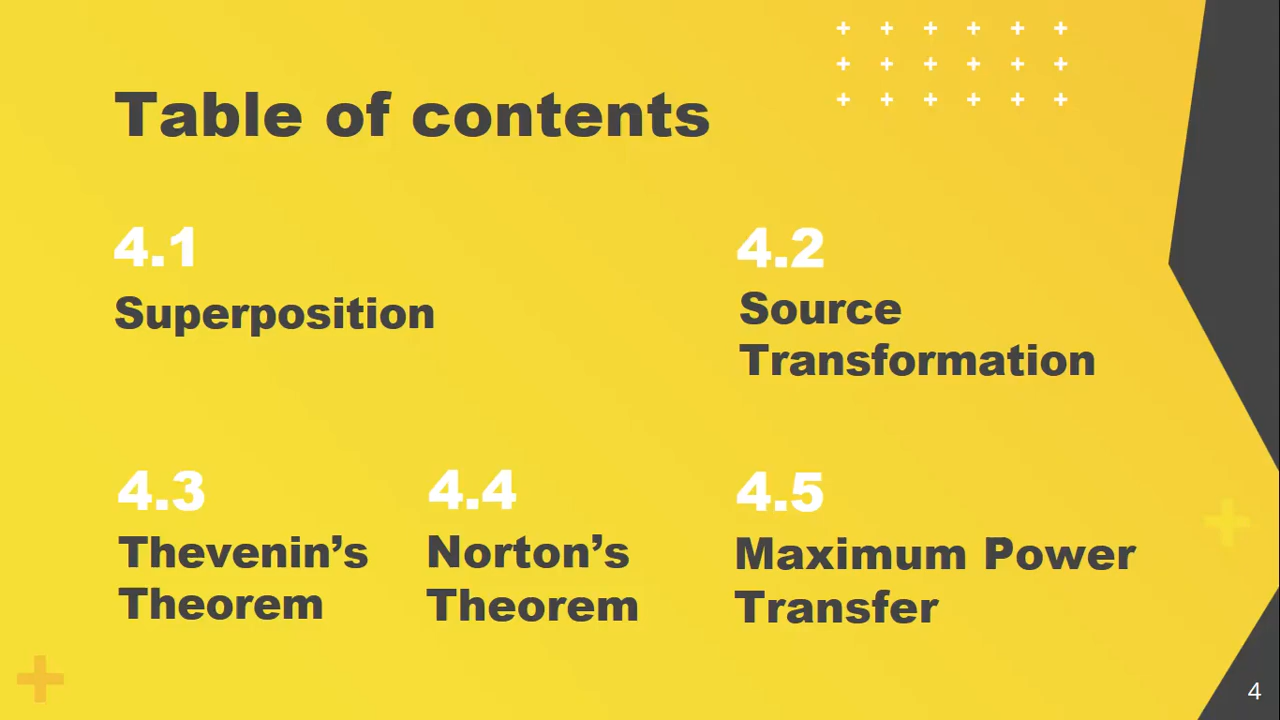 Table of contents
4.1
Superposition
4.2
Source
Transformation
4.3
Thevenin’s
Theorem
4.4
Norton’s
Theorem
4.5
Maximum Power
Transfer
4